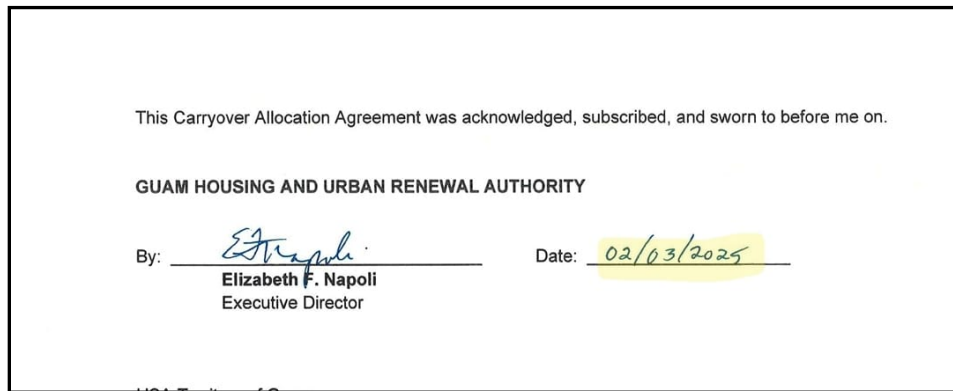 This Carryover Allocation Agreement was acknowledged, subscribed, and sworn to before me on.
GUAM HOUSING AND URBAN RENEWAL AUTHORITY
By: EFNapoli Date: 02/03/2025
Elizabeth F. Napoli
Executive Director